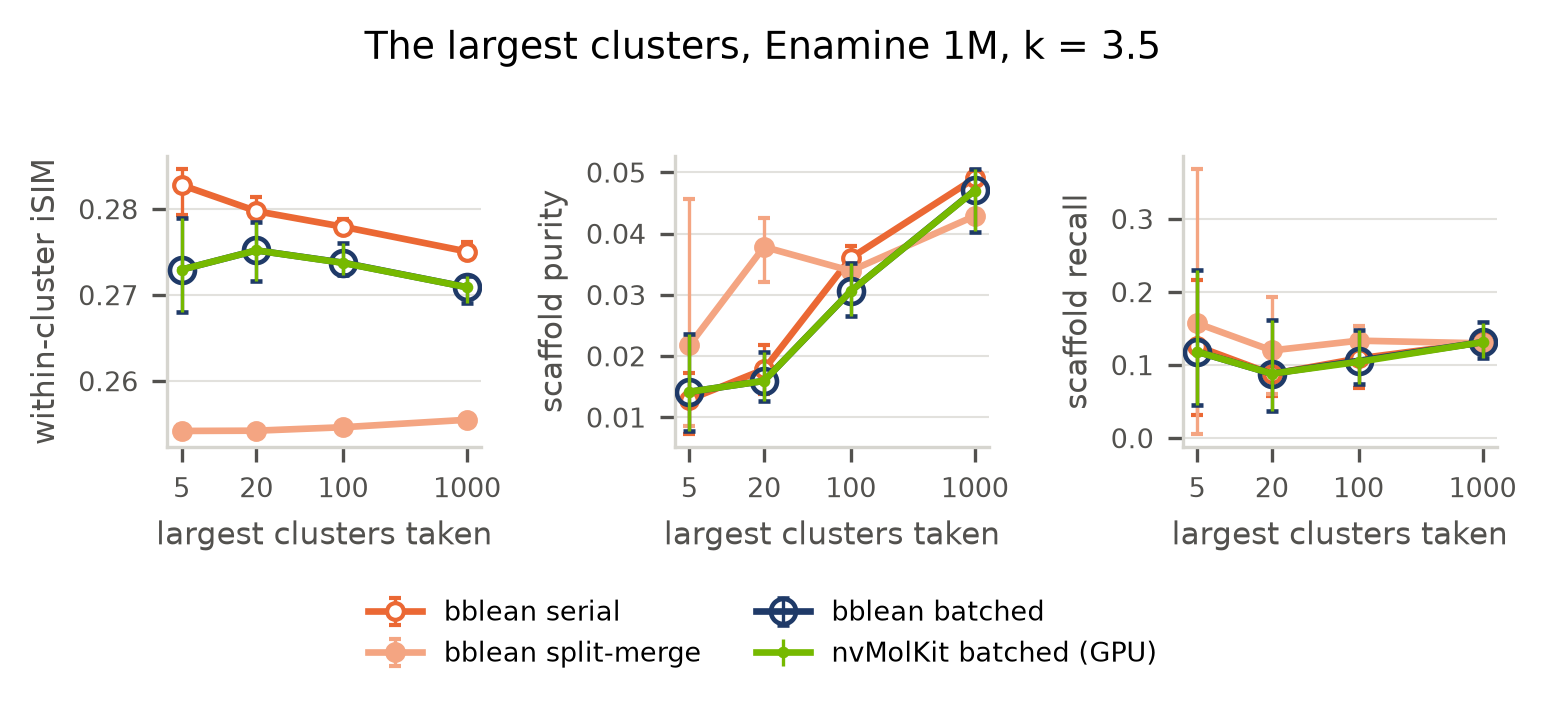 The largest clusters, Enamine 1M, k = 3.5
within-cluster iSIM
0.28
0.27
0.26
5 20 100 1000
largest clusters taken
scaffold purity
0.05
0.04
0.03
0.02
0.01
5 20 100 1000
largest clusters taken
scaffold recall
0.3
0.2
0.1
0.0
5 20 100 1000
largest clusters taken
bblean serial
bblean split-merge
bblean batched
nvMolKit batched (GPU)